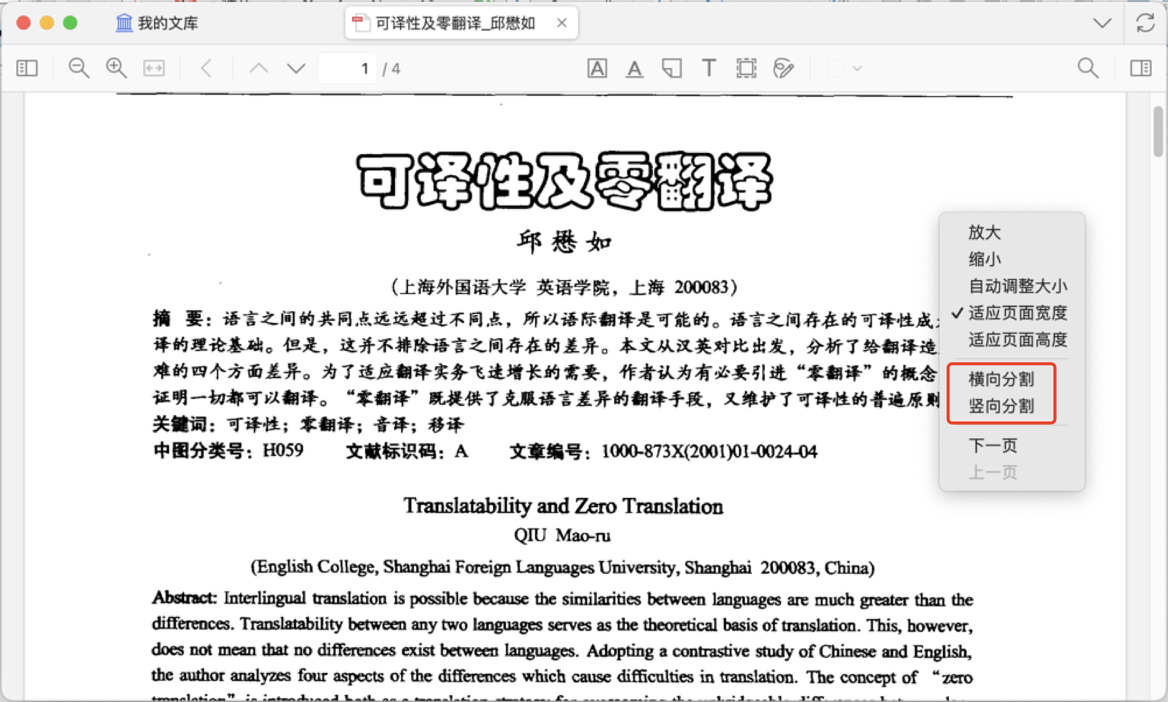 我的文库
可译性及零翻译_邱懋如
1 / 4
可译性及零翻译
邱懋如
(上海外国语大学 英语学院，上海 200083)
摘 要：语言之间的共同点远远超过不同点，所以语际翻译是可能的。语言之间存在的可译性成
译的理论基础。但是，这并不排除语言之间存在的差异。本文从汉英对比出发，分析了给翻译造
难的四个方面差异。为了适应翻译实务飞速增长的需要，作者认为有必要引进“零翻译”的概念
证明一切都可以翻译。“零翻译”既提供了克服语言差异的翻译手段，又维护了可译性的普遍原则
关键词：可译性；零翻译；音译；移译
中图分类号：H059 文献标识码：A 文章编号：1000-873X(2001)01-0024-04
Translatability and Zero Translation
QIU Mao-ru
(English College, Shanghai Foreign Languages University, Shanghai 200083, China)
Abstract: Interlingual translation is possible because the similarities between languages are much greater than the
differences. Translatability between any two languages serves as the theoretical basis of translation. This, however,
does not mean that no differences exist between languages. Adopting a contrastive study of Chinese and English,
the author analyzes four aspects of the differences which cause difficulties in translation. The concept of “zero
放大
缩小
自动调整大小
✓适应页面宽度
适应页面高度
横向分割
竖向分割
下一页
上一页